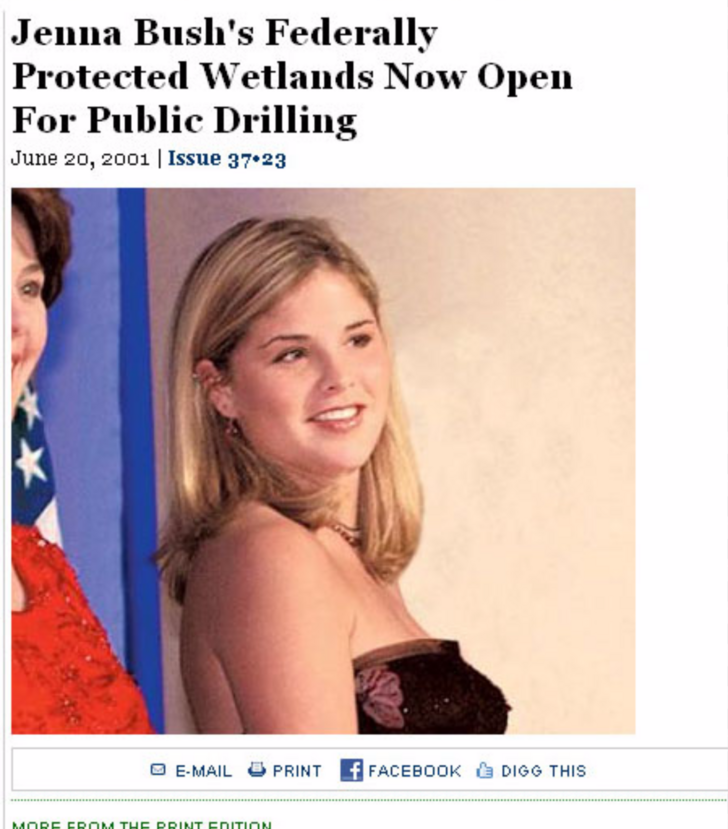 Jenna Bush's Federally
Protected Wetlands Now Open
For Public Drilling
June 20, 2001 | Issue 37•23
E-MAIL PRINT FACEBOOK DIGG THIS
MORE FROM THE PRINT EDITION